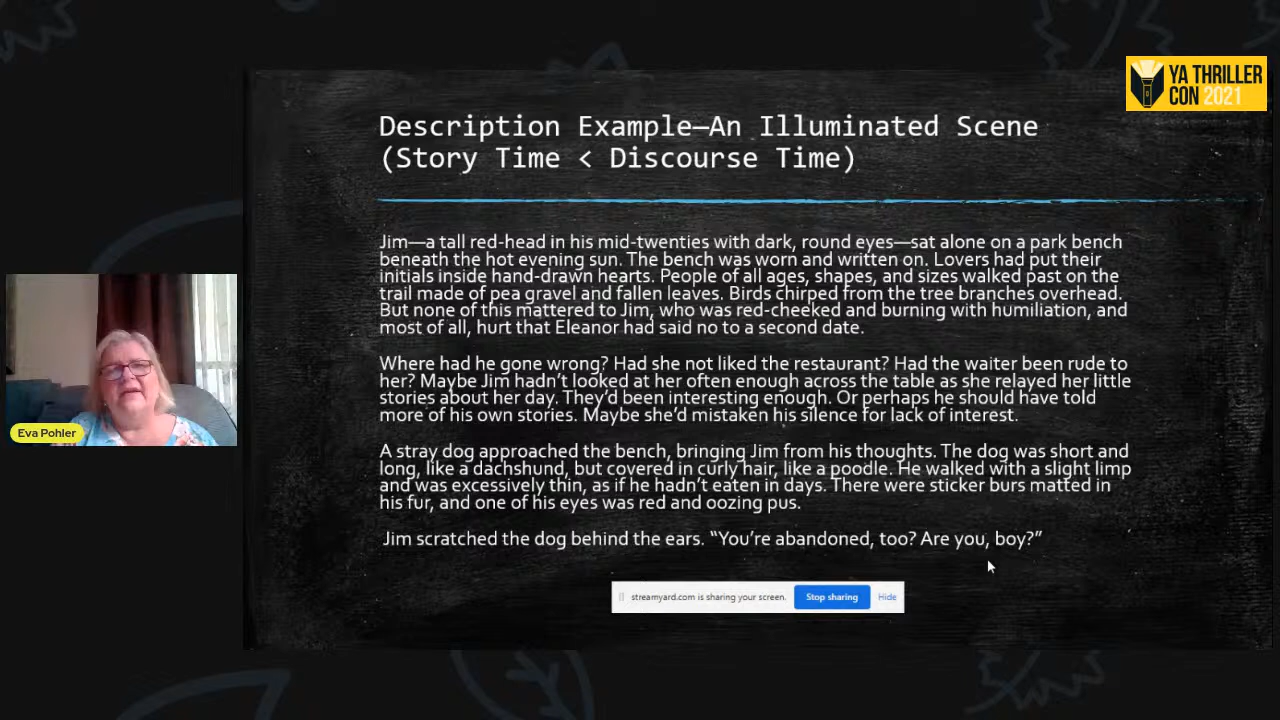 YA THRILLER
CON 2021
Description Example—An Illuminated Scene
(Story Time < Discourse Time)
Jim—a tall red-head in his mid-twenties with dark, round eyes—sat alone on a park bench
beneath the hot evening sun. The bench was worn and written on. Lovers had put their
initials inside hand-drawn hearts. People of all ages, shapes, and sizes walked past on the
trail made of pea gravel and fallen leaves. Birds chirped from the tree branches overhead.
But none of this mattered to Jim, who was red-cheeked and burning with humiliation, and
most of all, hurt that Eleanor had said no to a second date.
Where had he gone wrong? Had she not liked the restaurant? Had the waiter been rude to
her? Maybe Jim hadn't looked at her often enough across the table as she relayed her little
stories about her day. They'd been interesting enough. Or perhaps he should have told
more of his own stories. Maybe she'd mistaken his silence for lack of interest.
A stray dog approached the bench, bringing Jim from his thoughts. The dog was short and
long, like a dachshund, but covered in curly hair, like a poodle. He walked with a slight limp
and was excessively thin, as if he hadn't eaten in days. There were sticker burs matted in
his fur, and one of his eyes was red and oozing pus.
Jim scratched the dog behind the ears. “You're abandoned, too? Are you, boy?”
Eva Pohler
streamyard.com is sharing your screen. Stop sharing Hide